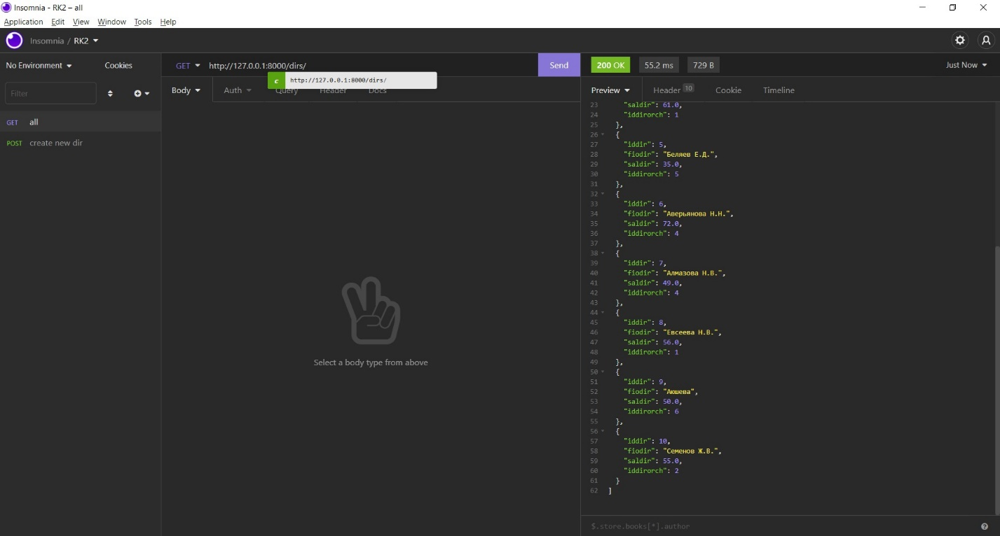 Insomnia - RK2 – all
Application Edit View Window Tools Help
Insomnia / RK2
No Environment Cookies
GET http://127.0.0.1:8000/dirs/ Send
200 OK 55.2 ms 729 B Just Now
c http://127.0.0.1:8000/dirs/
Filter
Body Auth Query Header Docs
Preview Header 10 Cookie Timeline
GET all
POST create new dir
Select a body type from above
23 "saldir": 61.0,
24 "iddirorch": 1
25 },
26 {
27 "iddir": 5,
28 "fiodir": "Беляев Е.Д.",
29 "saldir": 35.0,
30 "iddirorch": 5
31 },
32 {
33 "iddir": 6,
34 "fiodir": "Аверьянова Н.Н.",
35 "saldir": 72.0,
36 "iddirorch": 4
37 },
38 {
39 "iddir": 7,
40 "fiodir": "Алмазова Н.В.",
41 "saldir": 49.0,
42 "iddirorch": 4
43 },
44 {
45 "iddir": 8,
46 "fiodir": "Евсеева Н.В.",
47 "saldir": 56.0,
48 "iddirorch": 1
49 },
50 {
51 "iddir": 9,
52 "fiodir": "Аюшева",
53 "saldir": 50.0,
54 "iddirorch": 6
55 },
56 {
57 "iddir": 10,
58 "fiodir": "Семенов Ж.В.",
59 "saldir": 55.0,
60 "iddirorch": 2
61 }
62 ]
$.store.books[*].author